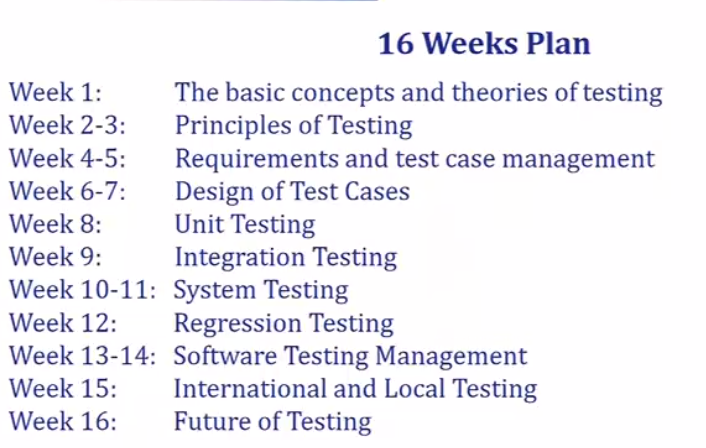 16 Weeks Plan
Week 1: The basic concepts and theories of testing
Week 2-3: Principles of Testing
Week 4-5: Requirements and test case management
Week 6-7: Design of Test Cases
Week 8: Unit Testing
Week 9: Integration Testing
Week 10-11: System Testing
Week 12: Regression Testing
Week 13-14: Software Testing Management
Week 15: International and Local Testing
Week 16: Future of Testing